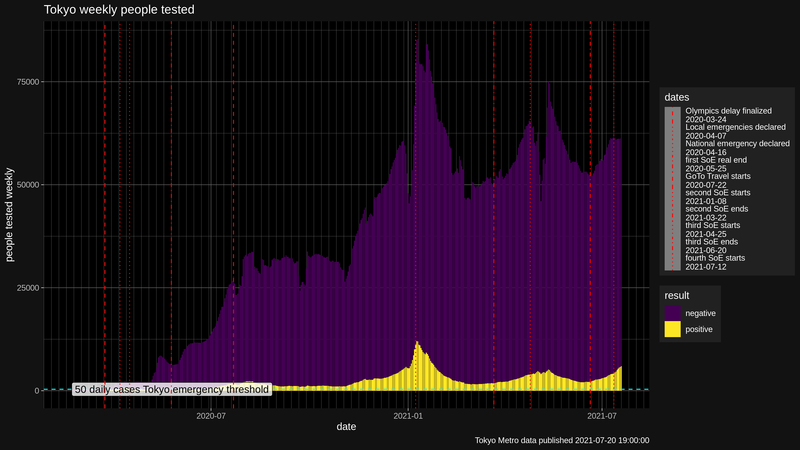 Tokyo weekly people tested
75000
50000
25000
0
people tested weekly
50 daily cases Tokyo emergency threshold
2020-07
2021-01
2021-07
date
Tokyo Metro data published 2021-07-20 19:00:00
dates
Olympics delay finalized
2020-03-24
Local emergencies declared
2020-04-07
National emergency declared
2020-04-16
first SoE real end
2020-05-25
GoTo Travel starts
2020-07-22
second SoE starts
2021-01-08
second SoE ends
2021-03-22
third SoE starts
2021-04-25
third SoE ends
2021-06-20
fourth SoE starts
2021-07-12
result
negative
positive